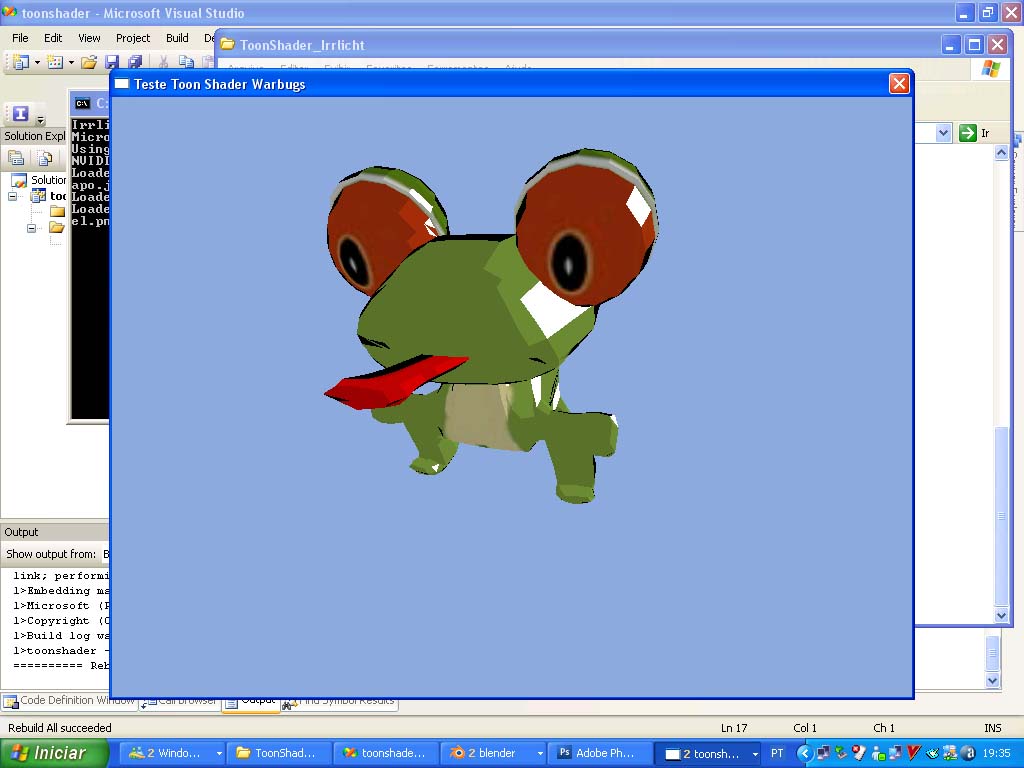 toonshader - Microsoft Visual Studio
File Edit View Project Build
ToonShader_Irrlicht
Teste Toon Shader Warbugs
C:
Ir
Solution Expl
Irrli
Micro
Using
NVIDI
Loade
apo.j
Loade
Loade
el.pn
Solution
too
Output
Show output from: B
link; performi
1>Embedding ma
1>Microsoft (R
1>Copyright (C
1>Build log wa
1>toonshader -
========== Reb
Code Definition Window Call Browser Output Find Symbol Results
Rebuild All succeeded Ln 17 Col 1 Ch 1 INS
Iniciar 2 Windo... ToonShad... toonshade... 2 blender Adobe Ph... 2 toonsh... PT 19:35